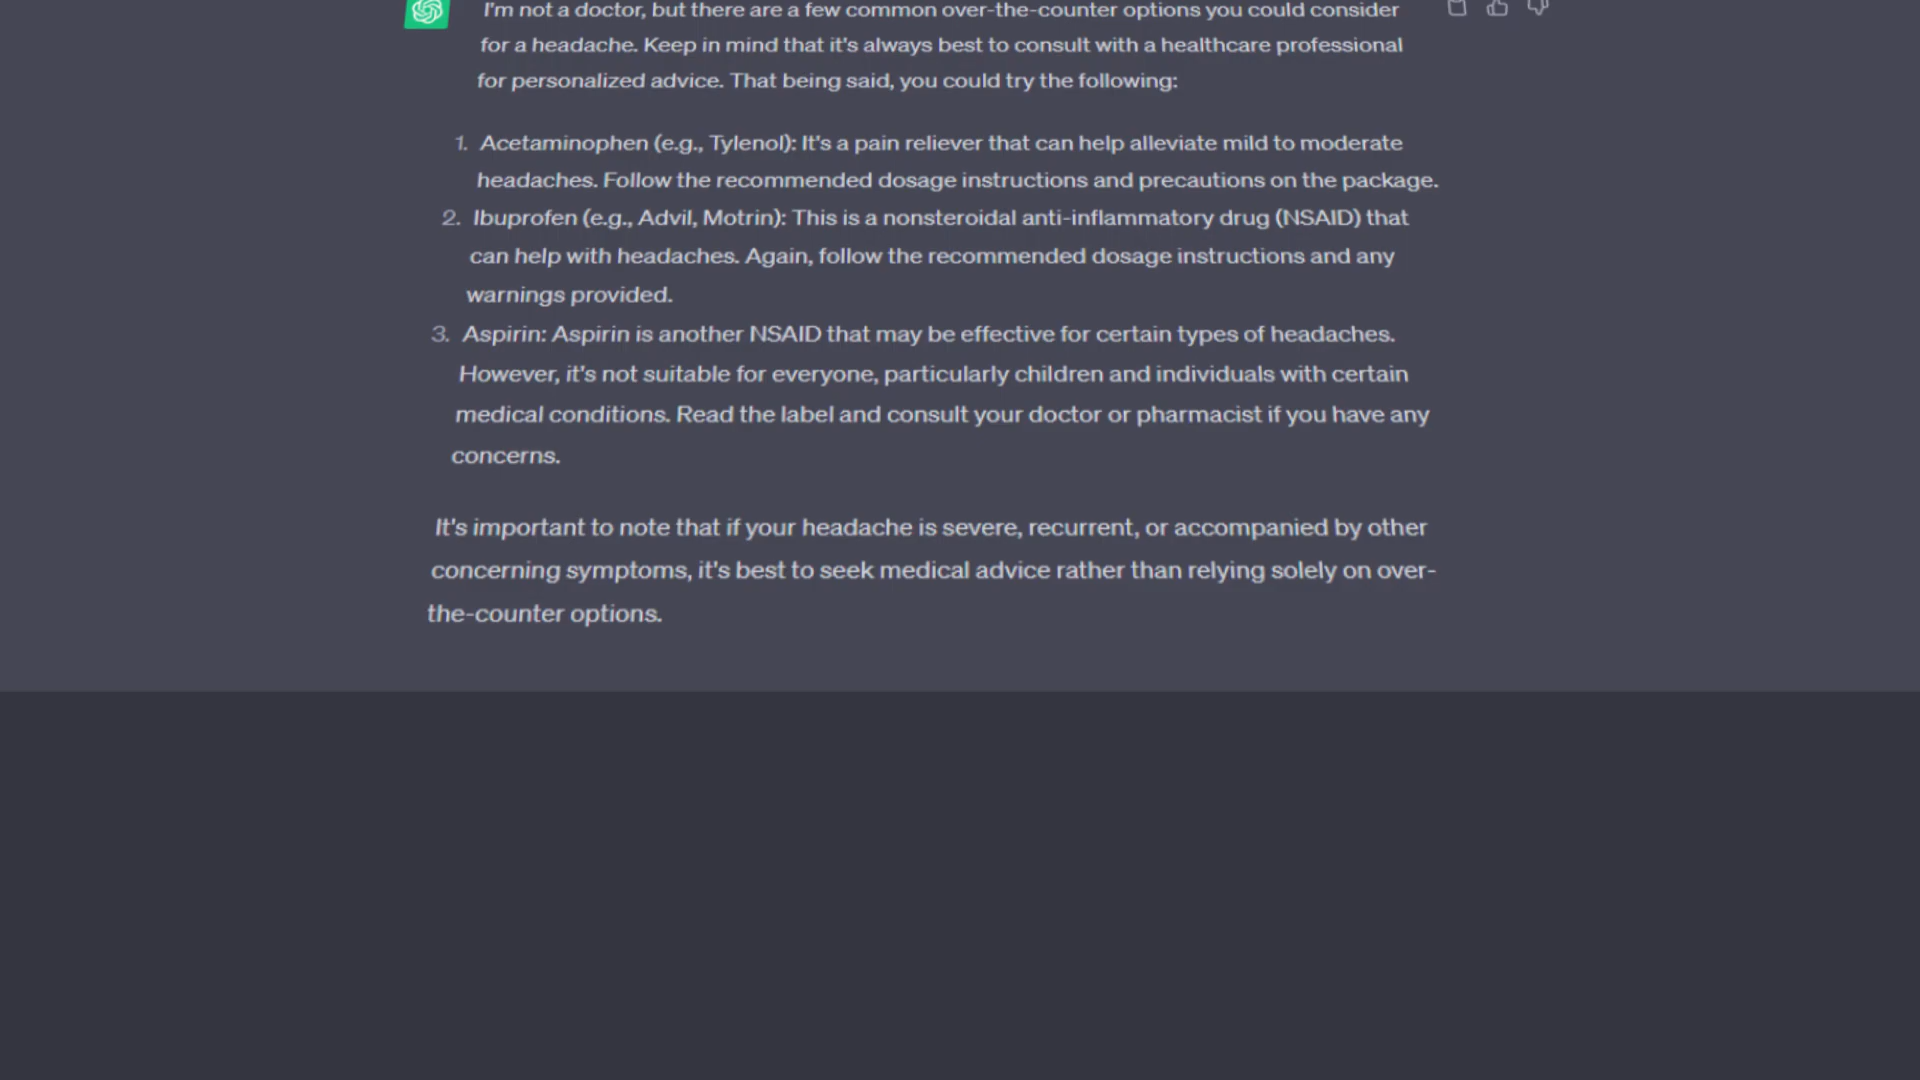 I'm not a doctor, but there are a few common over-the-counter options you could consider
for a headache. Keep in mind that it's always best to consult with a healthcare professional
for personalized advice. That being said, you could try the following:
1. Acetaminophen (e.g., Tylenol): It's a pain reliever that can help alleviate mild to moderate
headaches. Follow the recommended dosage instructions and precautions on the package.
2. Ibuprofen (e.g., Advil, Motrin): This is a nonsteroidal anti-inflammatory drug (NSAID) that
can help with headaches. Again, follow the recommended dosage instructions and any
warnings provided.
3. Aspirin: Aspirin is another NSAID that may be effective for certain types of headaches.
However, it's not suitable for everyone, particularly children and individuals with certain
medical conditions. Read the label and consult your doctor or pharmacist if you have any
concerns.
It's important to note that if your headache is severe, recurrent, or accompanied by other
concerning symptoms, it's best to seek medical advice rather than relying solely on over-
the-counter options.